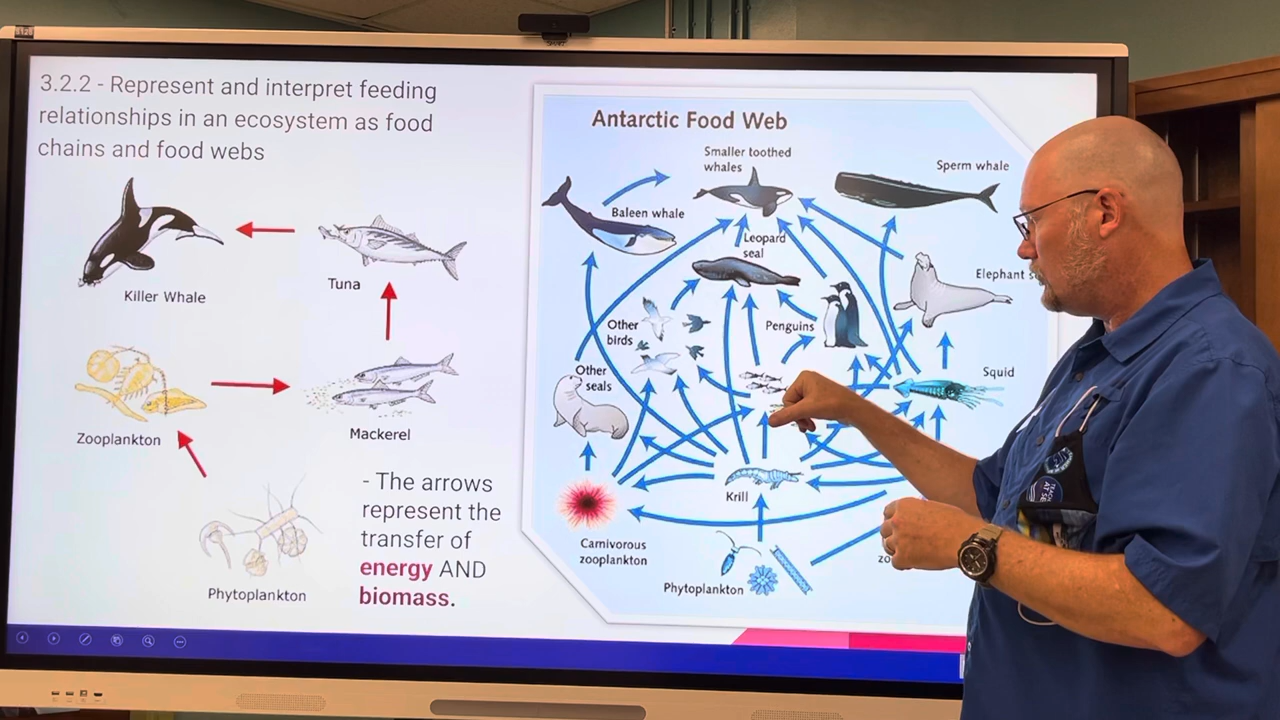 3.2.2 - Represent and interpret feeding
relationships in an ecosystem as food
chains and food webs
Killer Whale
Tuna
Zooplankton
Mackerel
Phytoplankton
- The arrows
represent the
transfer of
energy AND
biomass.
Antarctic Food Web
Smaller toothed
whales
Sperm whale
Baleen whale
Leopard
seal
Elephant
Other
birds
Penguins
Other
seals
Squid
Krill
Carnivorous
zooplankton
Phytoplankton